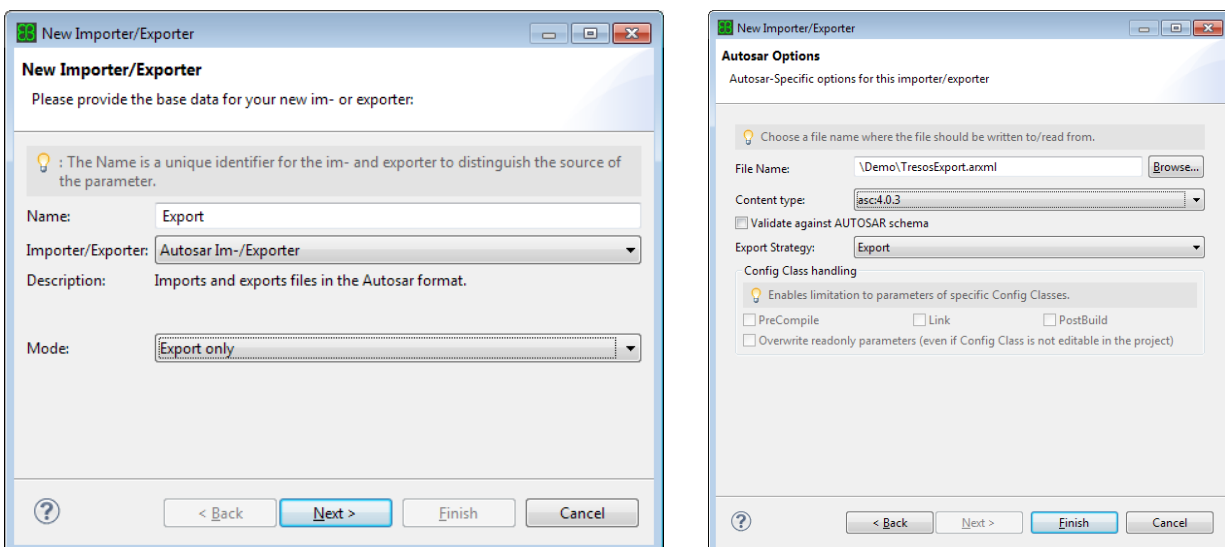 New Importer/Exporter
New Importer/Exporter
Please provide the base data for your new im- or exporter:
: The Name is a unique identifier for the im- and exporter to distinguish the source of
the parameter.
Name: Export
Importer/Exporter: Autosar Im-/Exporter
Description: Imports and exports files in the Autosar format.
Mode: Export only
? < Back Next > Finish Cancel
New Importer/Exporter
Autosar Options
Autosar-Specific options for this importer/exporter
Choose a file name where the file should be written to/read from.
File Name: \Demo\TresosExport.arxml Browse...
Content type: asc:4.0.3
Validate against AUTOSAR schema
Export Strategy: Export
Config Class handling
Enables limitation to parameters of specific Config Classes.
PreCompile Link PostBuild
Overwrite readonly parameters (even if Config Class is not editable in the project)
? < Back Next > Finish Cancel